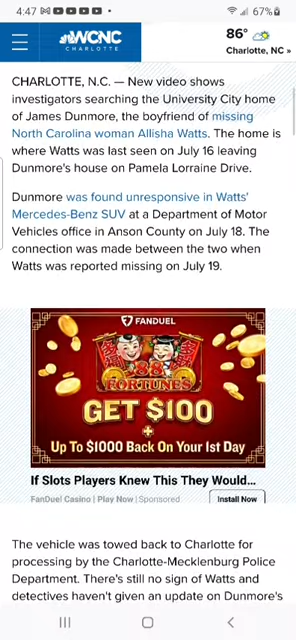 4:47
67%
WCNC
CHARLOTTE
86°
Charlotte, NC »
CHARLOTTE, N.C. — New video shows
investigators searching the University City home
of James Dunmore, the boyfriend of missing
North Carolina woman Allisha Watts. The home is
where Watts was last seen on July 16 leaving
Dunmore's house on Pamela Lorraine Drive.
Dunmore was found unresponsive in Watts'
Mercedes-Benz SUV at a Department of Motor
Vehicles office in Anson County on July 18. The
connection was made between the two when
Watts was reported missing on July 19.
FANDUEL
88
FORTUNES
GET $100
+
Up To $1000 Back On Your 1st Day
If Slots Players Knew This They Would...
FanDuel Casino | Play Now | Sponsored
Install Now
The vehicle was towed back to Charlotte for
processing by the Charlotte-Mecklenburg Police
Department. There's still no sign of Watts and
detectives haven't given an update on Dunmore's